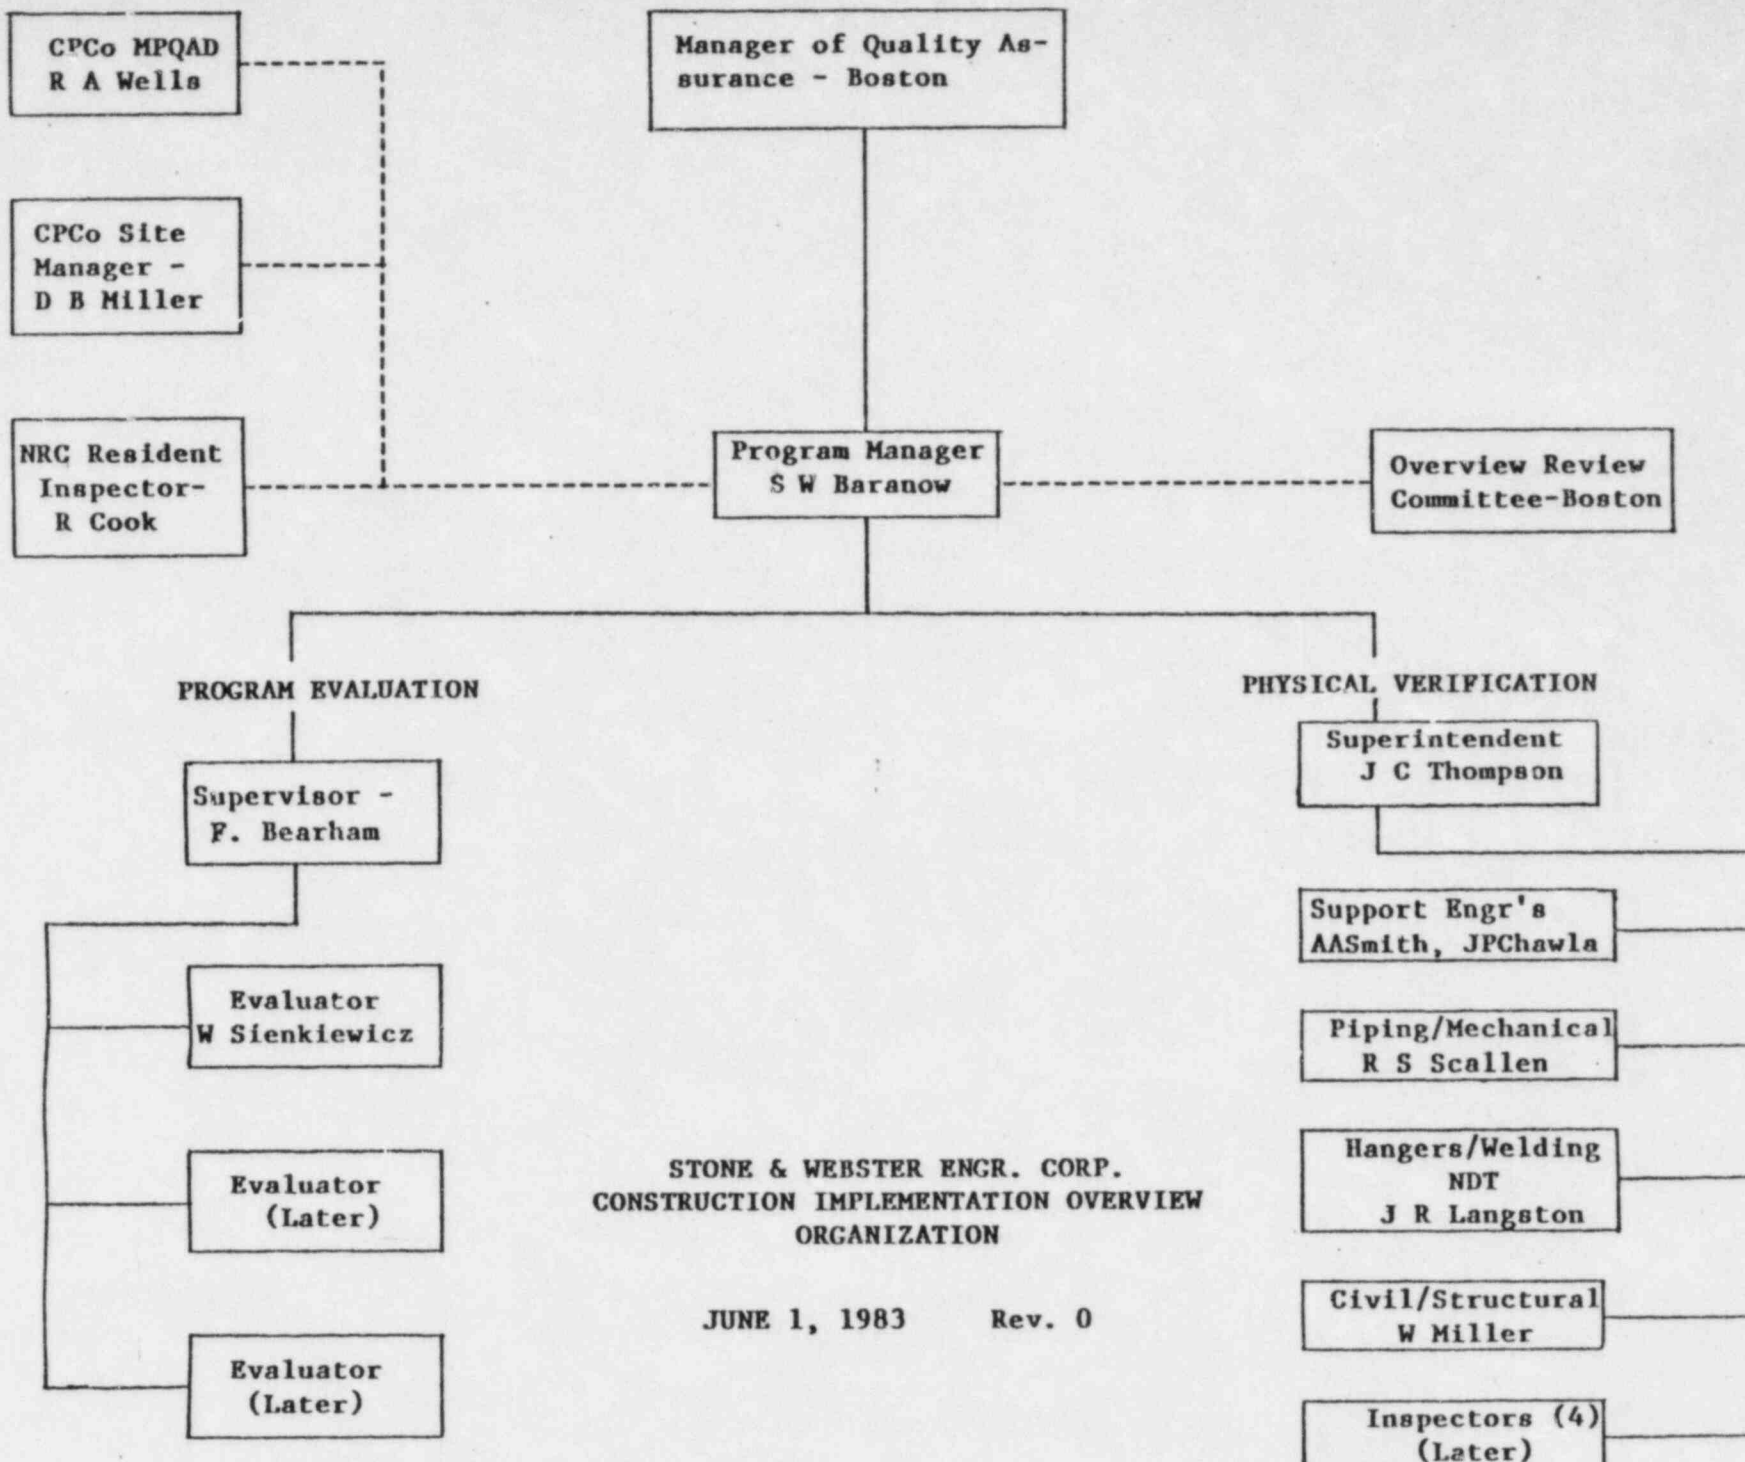 CPCo MPQAD
R A Wells
Manager of Quality As-
surance - Boston
CPCo Site
Manager -
D B Miller
NRC Resident
Inspector-
R Cook
Program Manager
S W Baranow
Overview Review
Committee-Boston
PROGRAM EVALUATION
PHYSICAL VERIFICATION
Supervisor -
F. Bearham
Superintendent
J C Thompson
Evaluator
W Sienkiewicz
Evaluator
(Later)
Evaluator
(Later)
STONE & WEBSTER ENGR. CORP.
CONSTRUCTION IMPLEMENTATION OVERVIEW
ORGANIZATION
JUNE 1, 1983 Rev. 0
Support Engr's
AASmith, JPChawla
Piping/Mechanical
R S Scallen
Hangers/Welding
NDT
J R Langston
Civil/Structural
W Miller
Inspectors (4)
(Later)